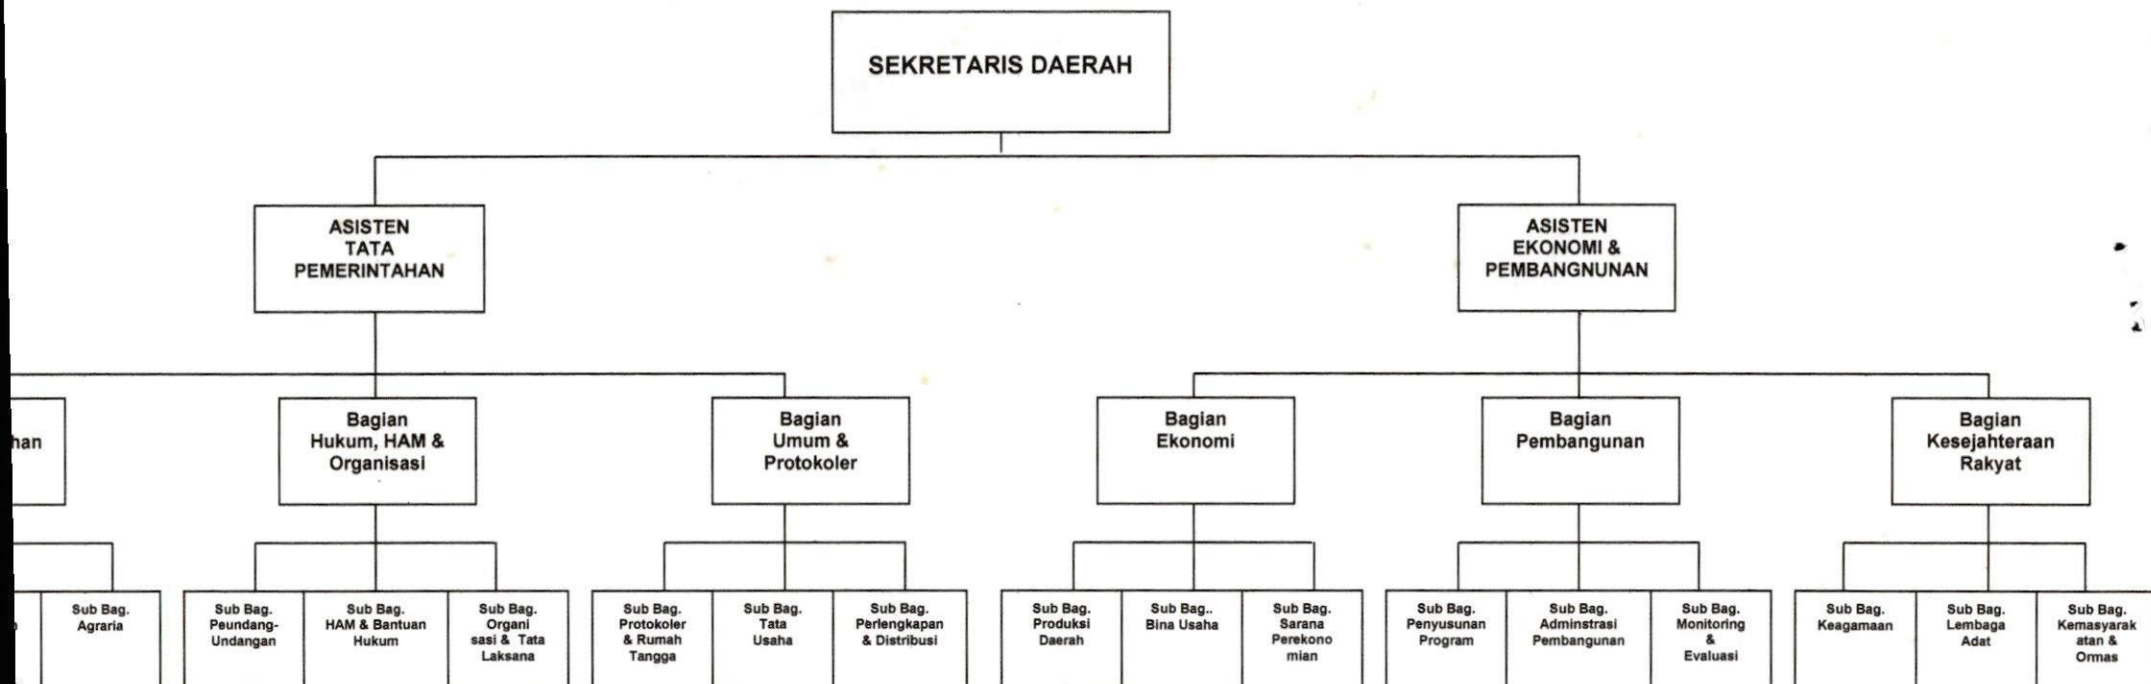 SEKRETARIS DAERAH
ASISTEN
TATA
PEMERINTAHAN
ASISTEN
EKONOMI &
PEMBANGNUNAN
han
Bagian
Hukum, HAM &
Organisasi
Bagian
Umum &
Protokoler
Bagian
Ekonomi
Bagian
Pembangunan
Bagian
Kesejahteraan
Rakyat
Sub Bag.
Agraria
Sub Bag.
Peundang-
Undangan
Sub Bag.
HAM & Bantuan
Hukum
Sub Bag.
Organi
sasi & Tata
Laksana
Sub Bag.
Protokoler
& Rumah
Tangga
Sub Bag.
Tata
Usaha
Sub Bag.
Perlengkapan
& Distribusi
Sub Bag.
Produksi
Daerah
Sub Bag..
Bina Usaha
Sub Bag.
Sarana
Perekono
mian
Sub Bag.
Penyusunan
Program
Sub Bag.
Adminstrasi
Pembangunan
Sub Bag.
Monitoring
&
Evaluasi
Sub Bag.
Keagamaan
Sub Bag.
Lembaga
Adat
Sub Bag.
Kemasyarak
atan &
Ormas